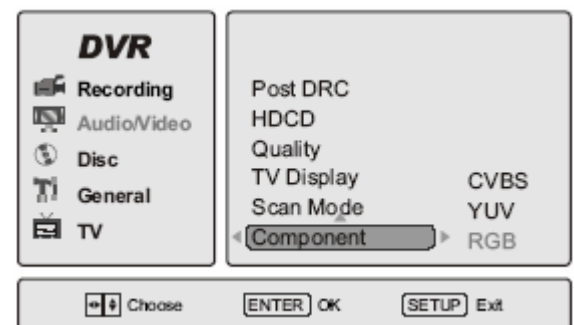 DVR
Recording
Audio/Video
Disc
General
TV
Post DRC
HDCD
Quality
TV Display CVBS
Scan Mode YUV
Component RGB
Choose ENTER OK SETUP Exit